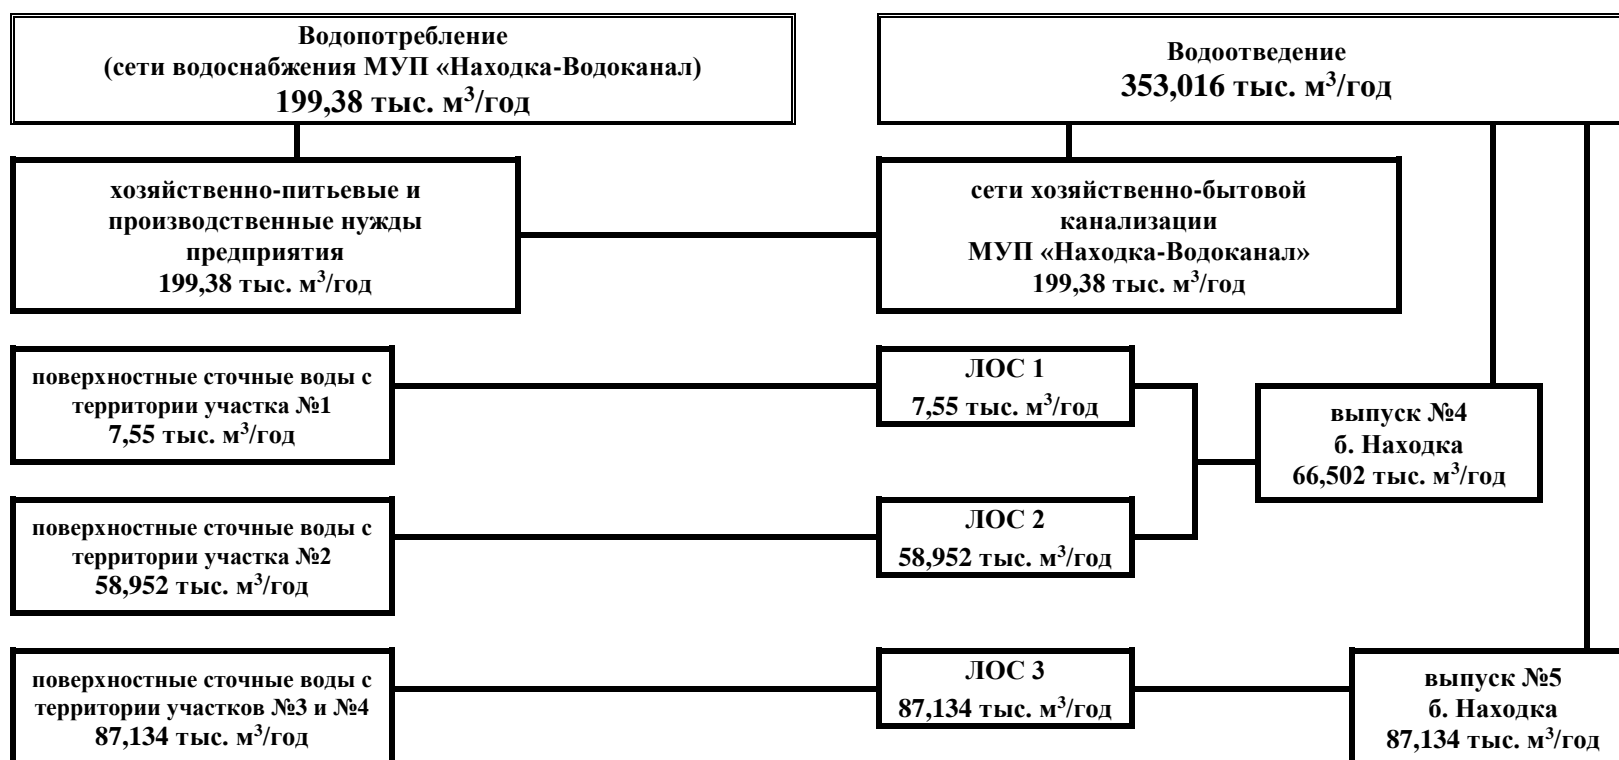 Водопотребление
(сети водоснабжения МУП «Находка-Водоканал)
199,38 тыс. м³/год
Водоотведение
353,016 тыс. м³/год
хозяйственно-питьевые и
производственные нужды
предприятия
199,38 тыс. м³/год
сети хозяйственно-бытовой
канализации
МУП «Находка-Водоканал»
199,38 тыс. м³/год
поверхностные сточные воды с
территории участка №1
7,55 тыс. м³/год
ЛОС 1
7,55 тыс. м³/год
выпуск №4
б. Находка
66,502 тыс. м³/год
поверхностные сточные воды с
территории участка №2
58,952 тыс. м³/год
ЛОС 2
58,952 тыс. м³/год
поверхностные сточные воды с
территории участков №3 и №4
87,134 тыс. м³/год
ЛОС 3
87,134 тыс. м³/год
выпуск №5
б. Находка
87,134 тыс. м³/год